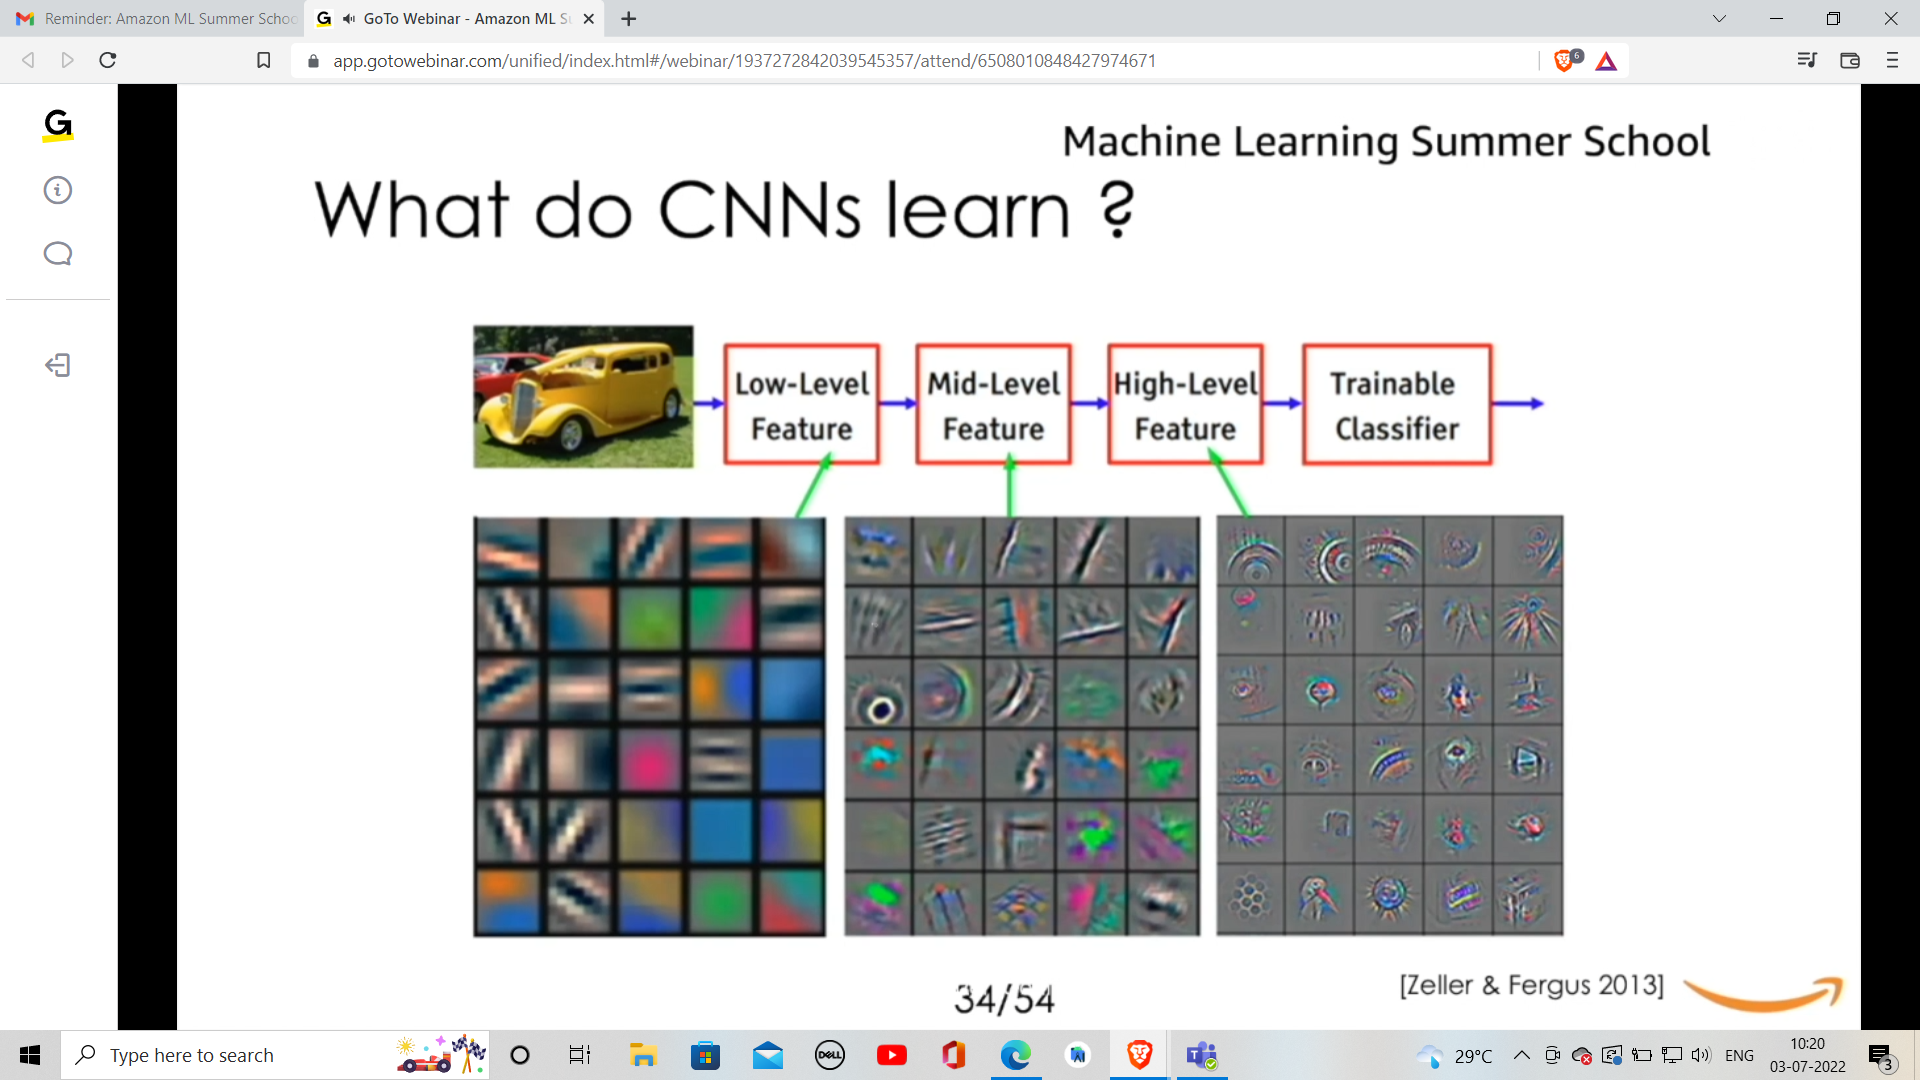 Reminder: Amazon ML Summer Schoo
GoTo Webinar - Amazon ML S
app.gotowebinar.com/unified/index.html#/webinar/1937272842039545357/attend/6508010848427974671
6
G
Machine Learning Summer School
What do CNNs learn ?
Low-Level
Feature
Mid-Level
Feature
High-Level
Feature
Trainable
Classifier
34/54
[Zeller & Fergus 2013]
Type here to search
DELL
29°C
ENG
10:20
03-07-2022
3